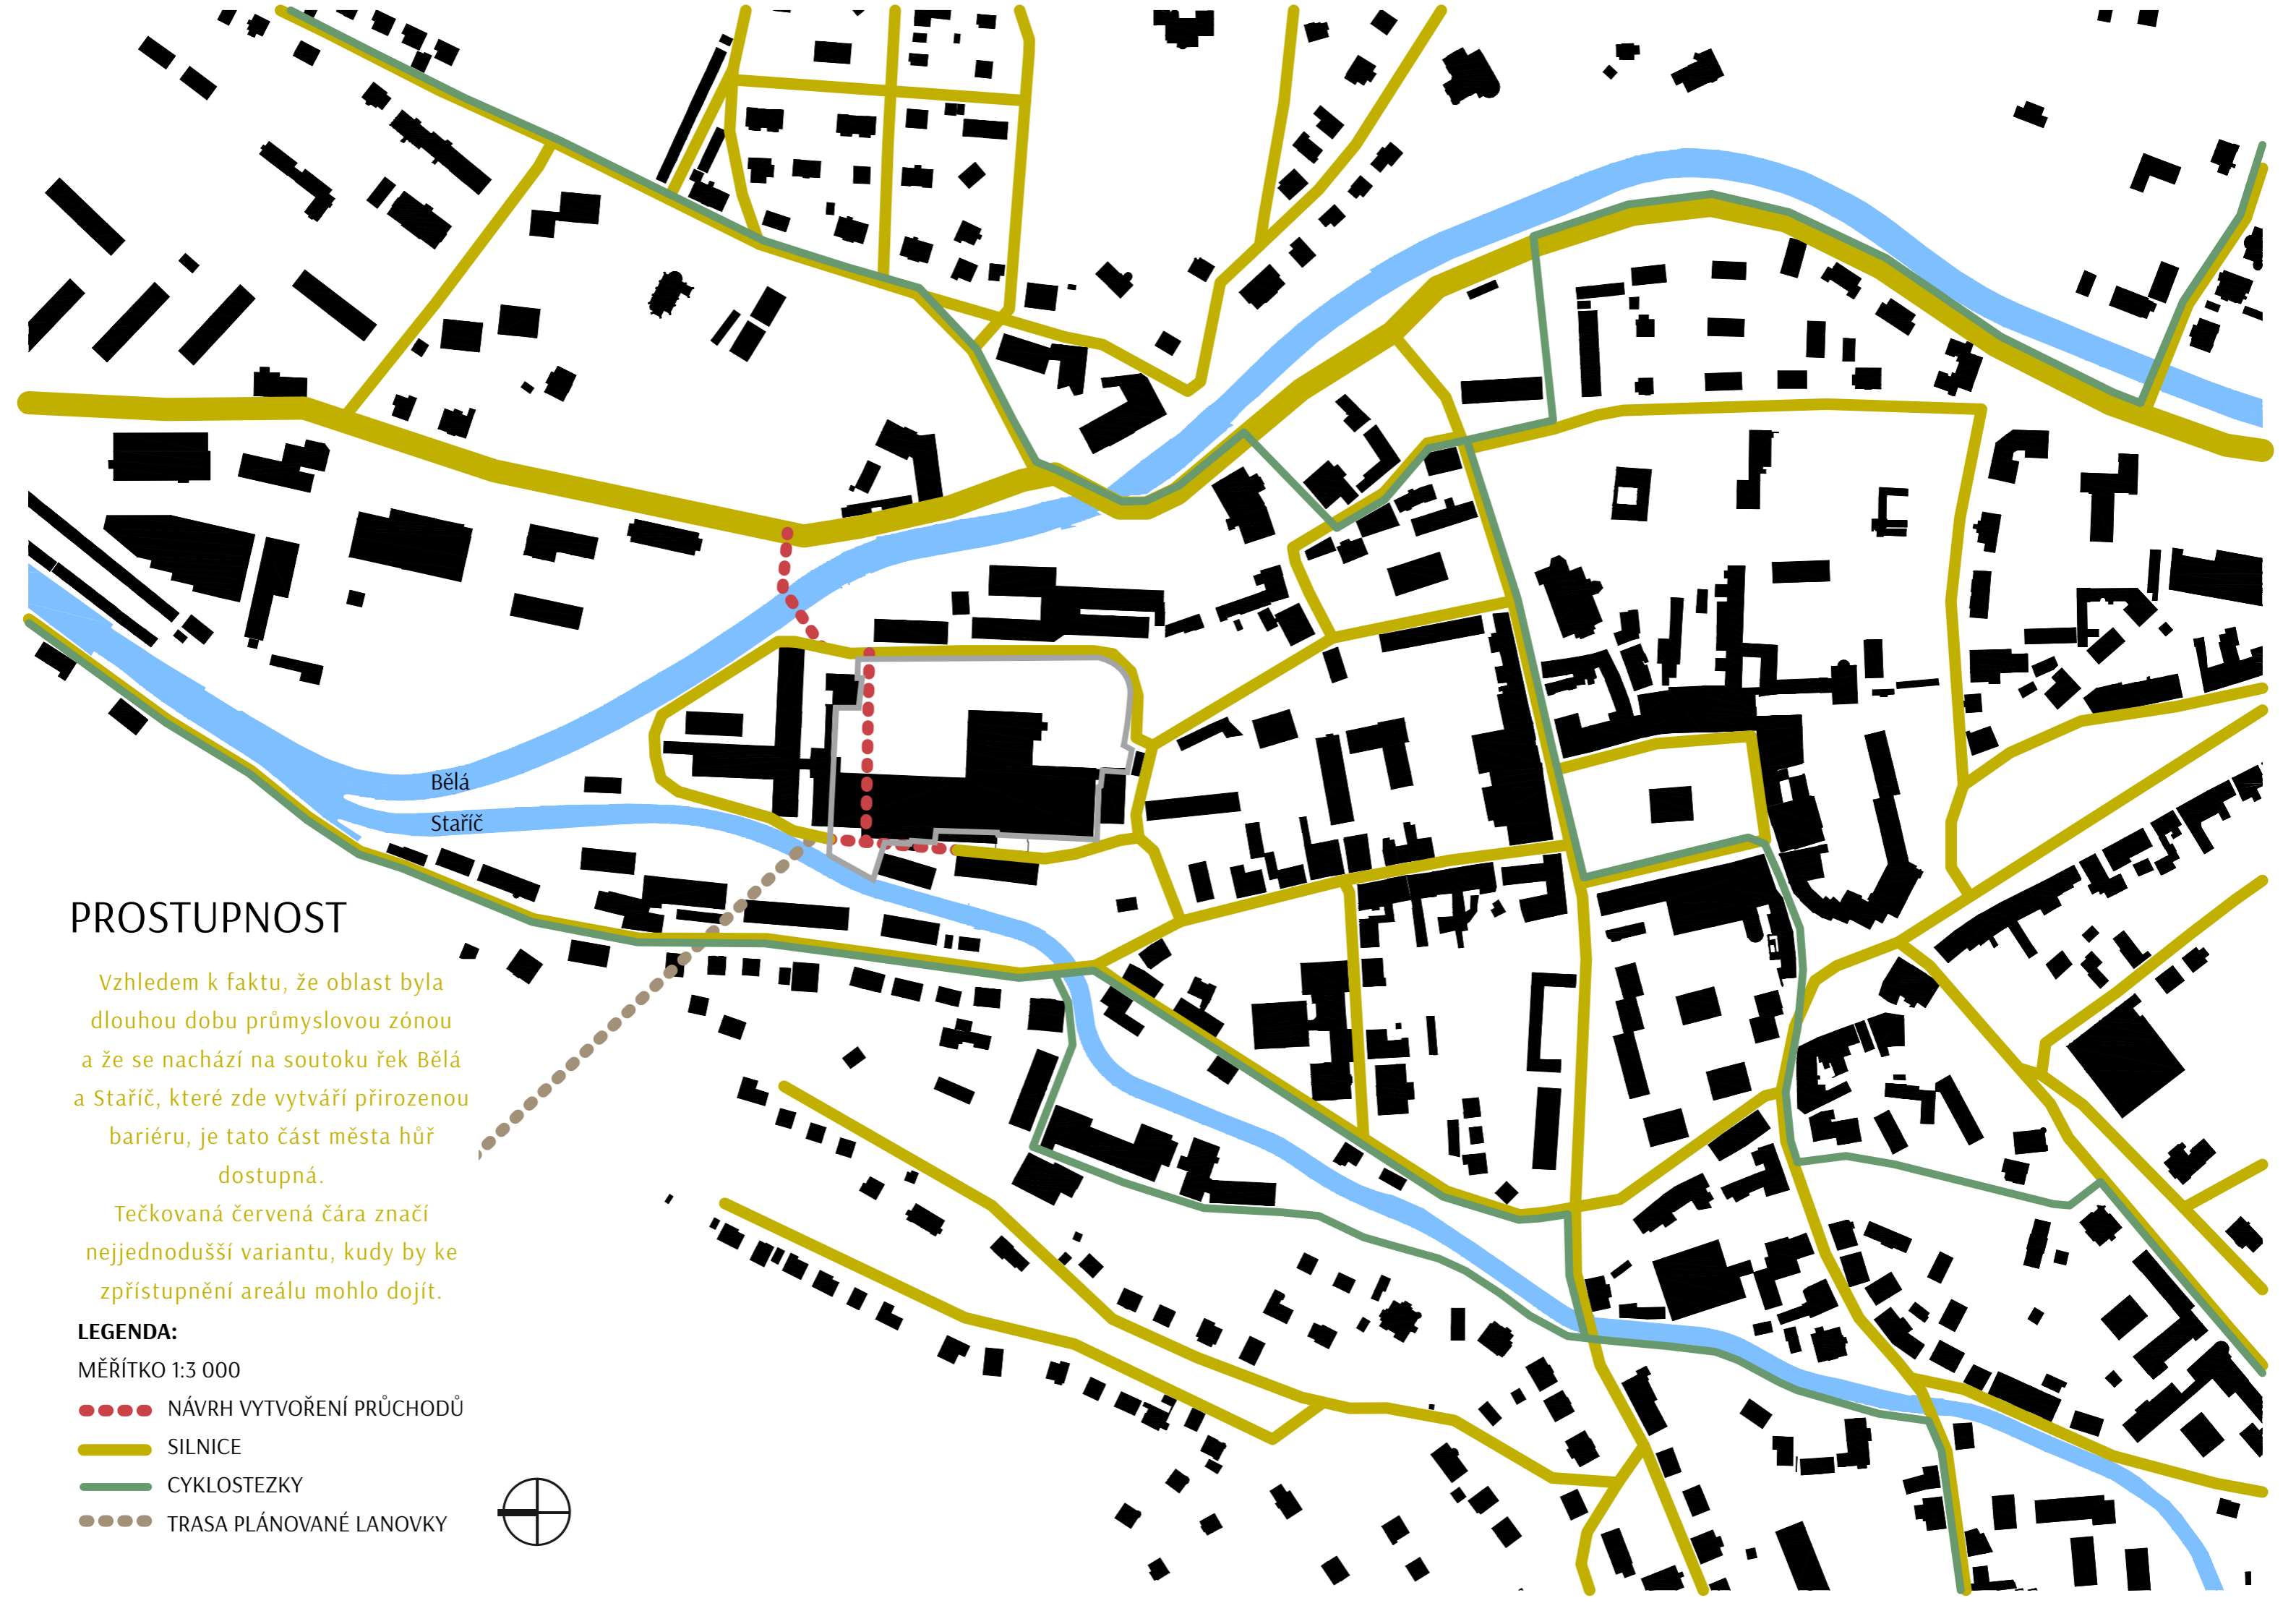 Bělá
Staříč
PROSTUPNOST
Vzhledem k faktu, že oblast byla
dlouhou dobu průmyslovou zónou
a že se nachází na soutoku řek Bělá
a Staříč, které zde vytváří přirozenou
bariéru, je tato část města hůř
dostupná.
Tečkovaná červená čára značí
nejjednodušší variantu, kudy by ke
zpřístupnění areálu mohlo dojít.
LEGENDA:
MĚŘÍTKO 1:3 000
NÁVRH VYTVOŘENÍ PRŮCHODŮ
SILNICE
CYKLOSTEZKY
TRASA PLÁNOVANÉ LANOVKY